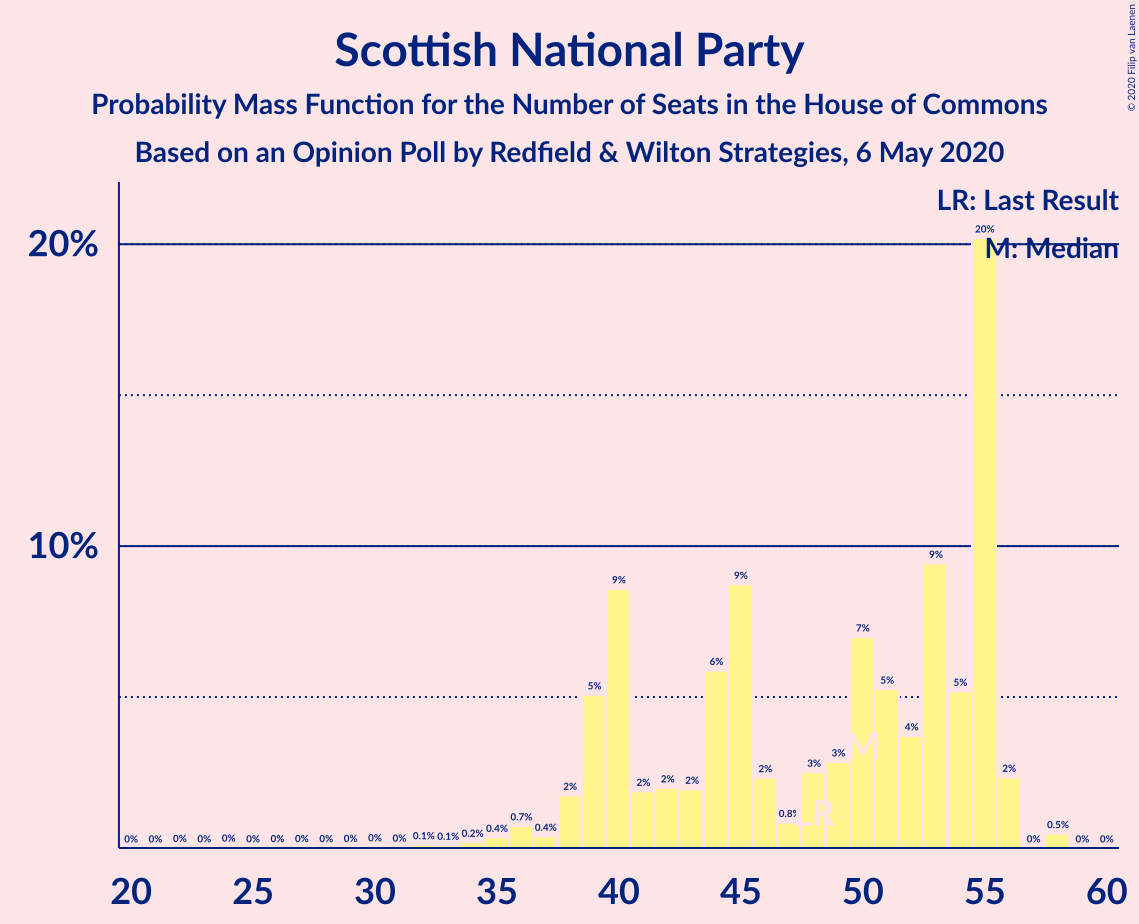 Scottish National Party
Probability Mass Function for the Number of Seats in the House of Commons
Based on an Opinion Poll by Redfield & Wilton Strategies, 6 May 2020
© 2020 Filip van Laenen
LR: Last Result
M: Median
20%
10%
0% 0% 0% 0% 0% 0% 0% 0% 0% 0% 0% 0% 0.1% 0.1% 0.2% 0.4% 0.7% 0.4% 2% 5% 9% 2% 2% 2% 6% 9% 2% 0.8% 3% 3% 7% 5% 4% 9% 5% 20% 2% 0% 0.5% 0% 0%
M
LR
20 25 30 35 40 45 50 55 60